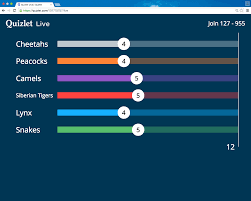 Quizlet Live
Join 127 - 955
Cheetahs 4
Peacocks 4
Camels 5
Siberian Tigers 5
Lynx 4
Snakes 5
12